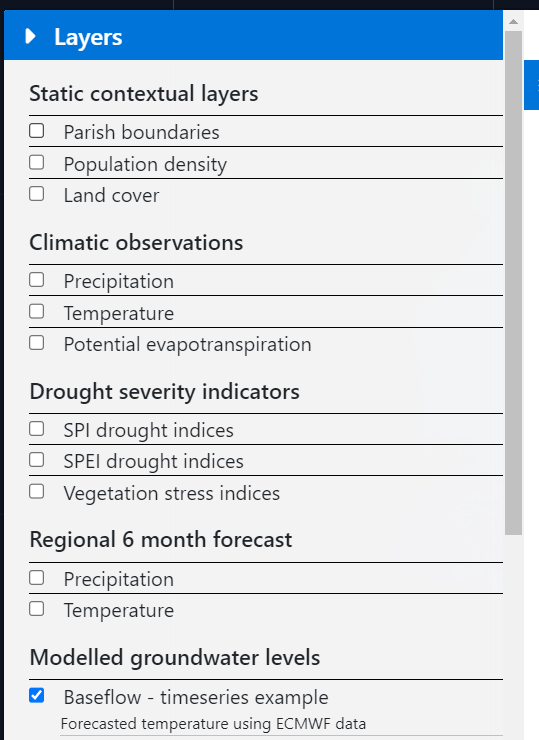 Layers
Static contextual layers
Parish boundaries
Population density
Land cover
Climatic observations
Precipitation
Temperature
Potential evapotranspiration
Drought severity indicators
SPI drought indices
SPEI drought indices
Vegetation stress indices
Regional 6 month forecast
Precipitation
Temperature
Modelled groundwater levels
Baseflow - timeseries example
Forecasted temperature using ECMWF data